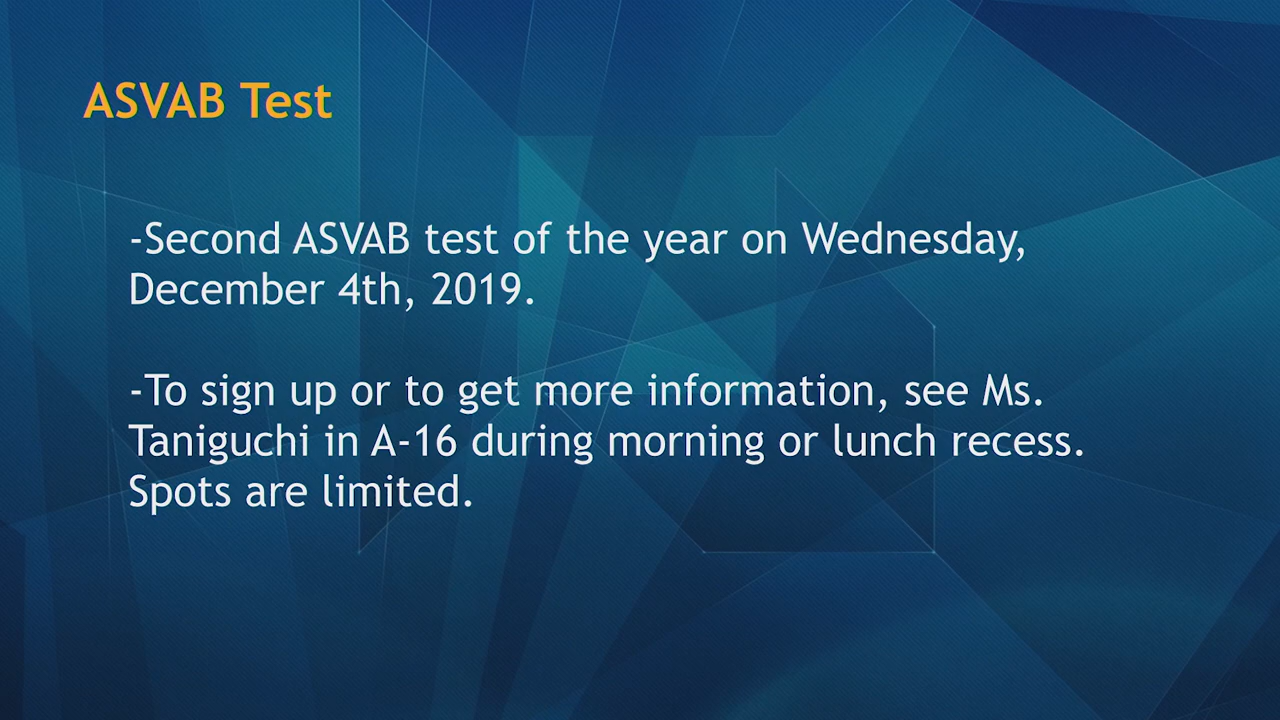 ASVAB Test
-Second ASVAB test of the year on Wednesday,
December 4th, 2019.
-To sign up or to get more information, see Ms.
Taniguchi in A-16 during morning or lunch recess.
Spots are limited.